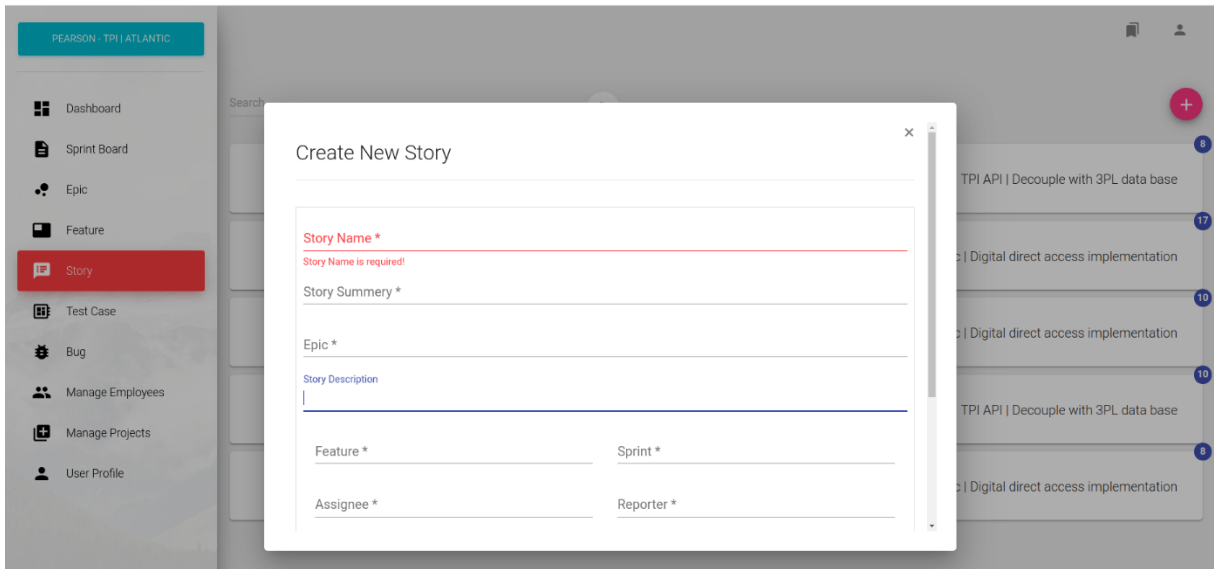 PEARSON - TPI | ATLANTIC
Dashboard
Sprint Board
Epic
Feature
Story
Test Case
Bug
Manage Employees
Manage Projects
User Profile
Search
Create New Story
×
Story Name *
Story Name is required!
Story Summery *
Epic *
Story Description
Feature *
Sprint *
Assignee *
Reporter *
+
8
TPI API | Decouple with 3PL data base
17
| Digital direct access implementation
10
| Digital direct access implementation
10
TPI API | Decouple with 3PL data base
8
| Digital direct access implementation